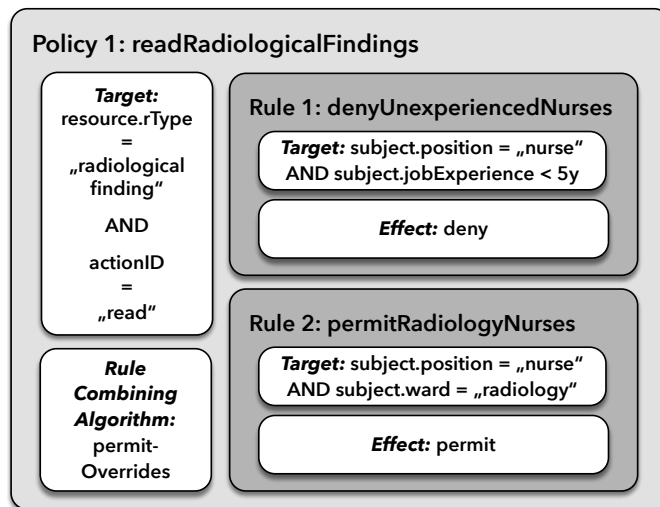 Policy 1: readRadiologicalFindings
Target:
resource.rType
=
„radiological
finding“
AND
actionID
=
„read“
Rule
Combining
Algorithm:
permit-
Overrides
Rule 1: denyUnexperiencedNurses
Target: subject.position = „nurse“
AND subject.jobExperience < 5y
Effect: deny
Rule 2: permitRadiologyNurses
Target: subject.position = „nurse“
AND subject.ward = „radiology“
Effect: permit